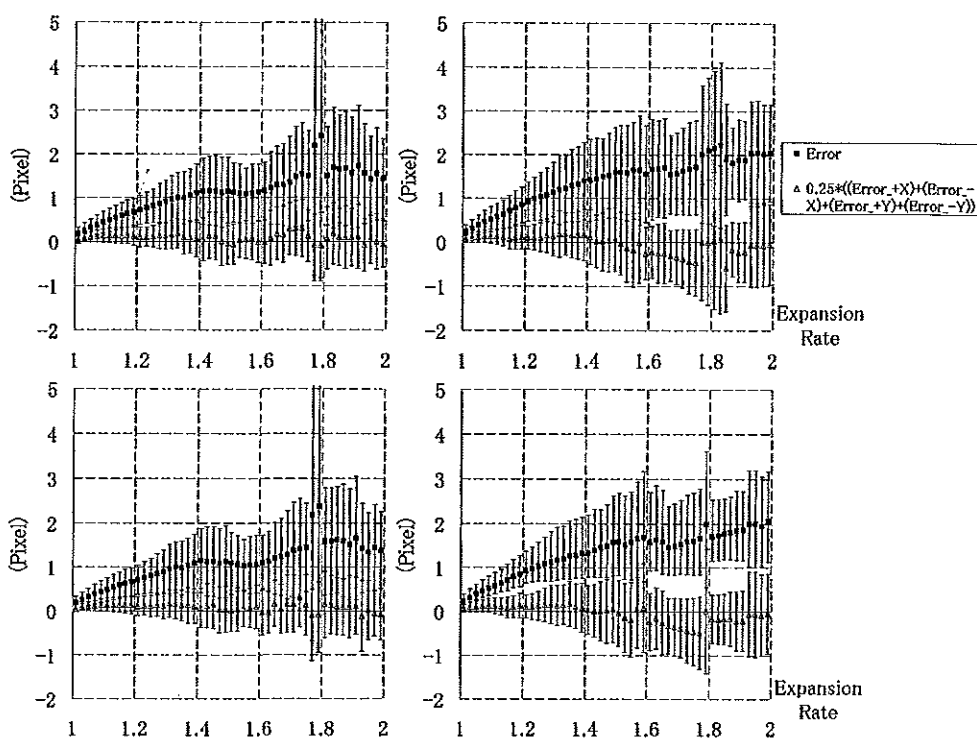 5
4
3
2
1
0
-1
-2
(Pixel)
1 1.2 1.4 1.6 1.8 2
5
4
3
2
1
0
-1
-2
(Pixel)
1 1.2 1.4 1.6 1.8 2
Expansion
Rate
Error
0.25*((Error_+X)+(Error_-
X)+(Error_+Y)+(Error_-Y))
5
4
3
2
1
0
-1
-2
(Pixel)
1 1.2 1.4 1.6 1.8 2
5
4
3
2
1
0
-1
-2
(Pixel)
1 1.2 1.4 1.6 1.8 2
Expansion
Rate